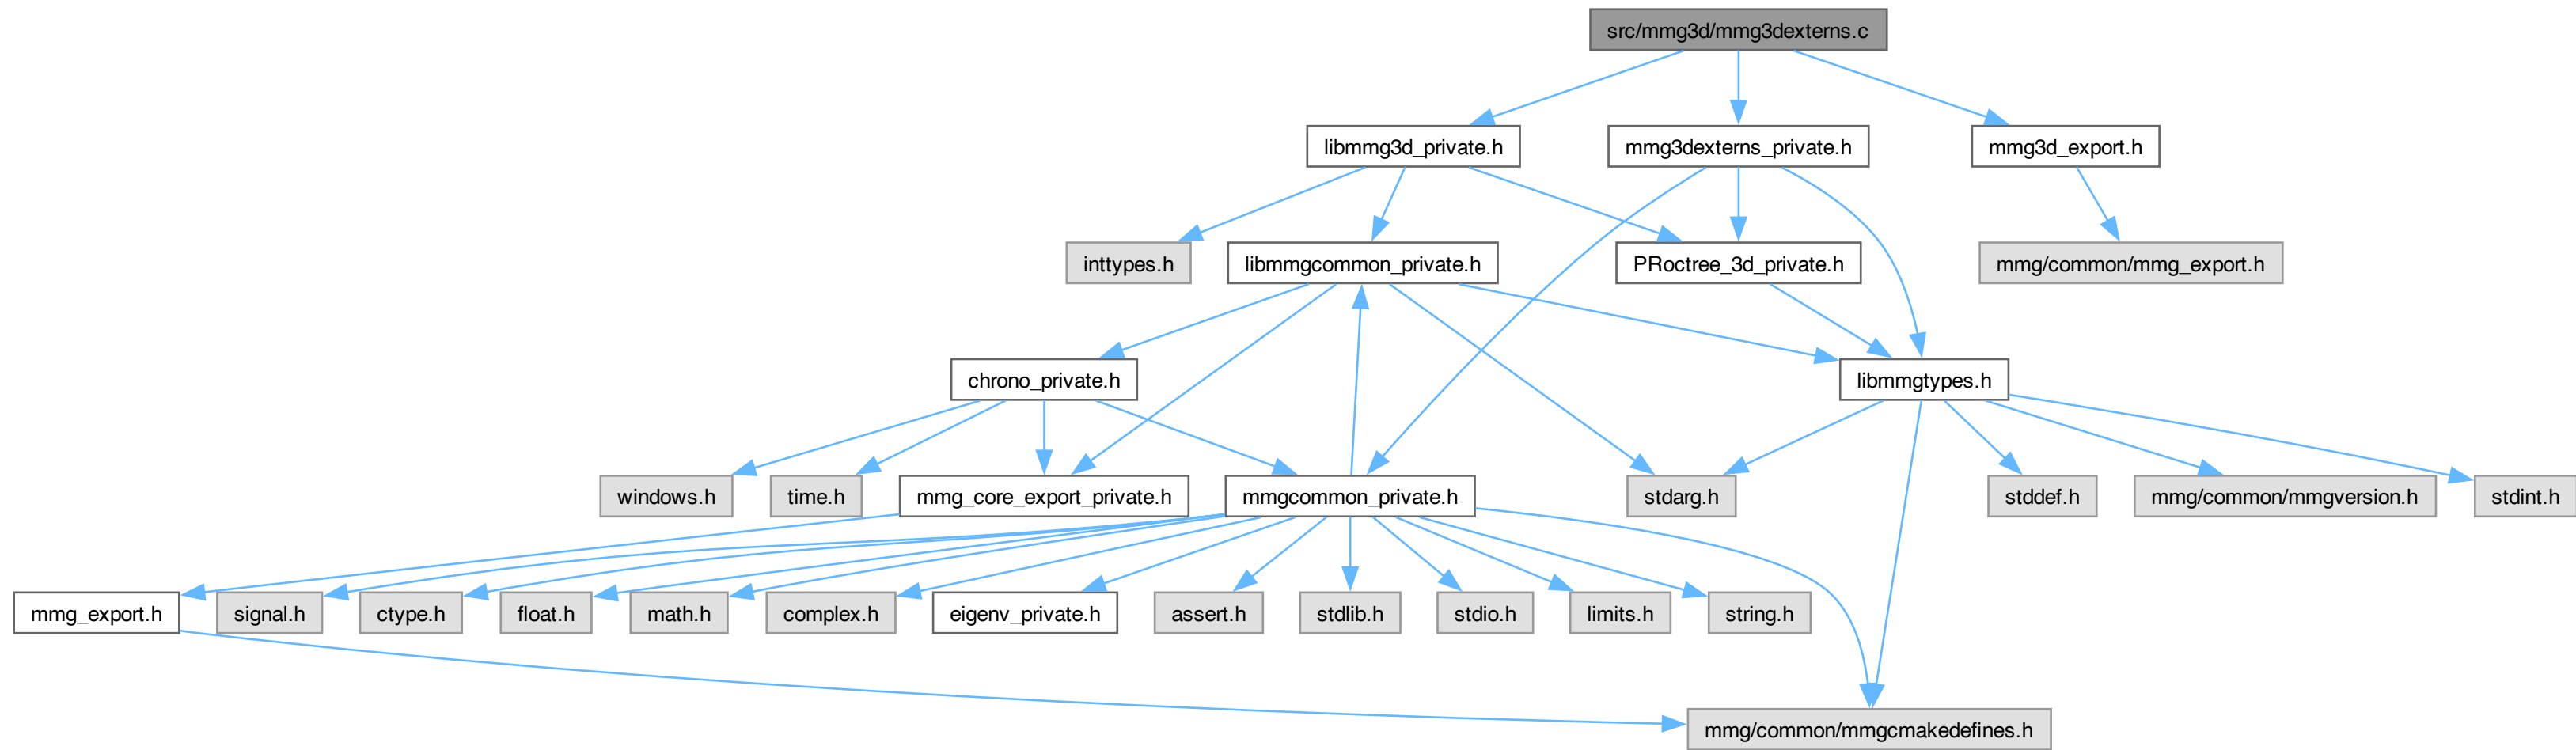 src/mmg3d/mmg3dexterns.c
libmmg3d_private.h
mmg3dexterns_private.h
mmg3d_export.h
inttypes.h
libmmgcommon_private.h
PRoctree_3d_private.h
mmg/common/mmg_export.h
chrono_private.h
libmmgtypes.h
windows.h
time.h
mmg_core_export_private.h
mmgcommon_private.h
stdarg.h
stddef.h
mmg/common/mmgversion.h
stdint.h
mmg_export.h
signal.h
ctype.h
float.h
math.h
complex.h
eigenv_private.h
assert.h
stdlib.h
stdio.h
limits.h
string.h
mmg/common/mmgcmakedefines.h